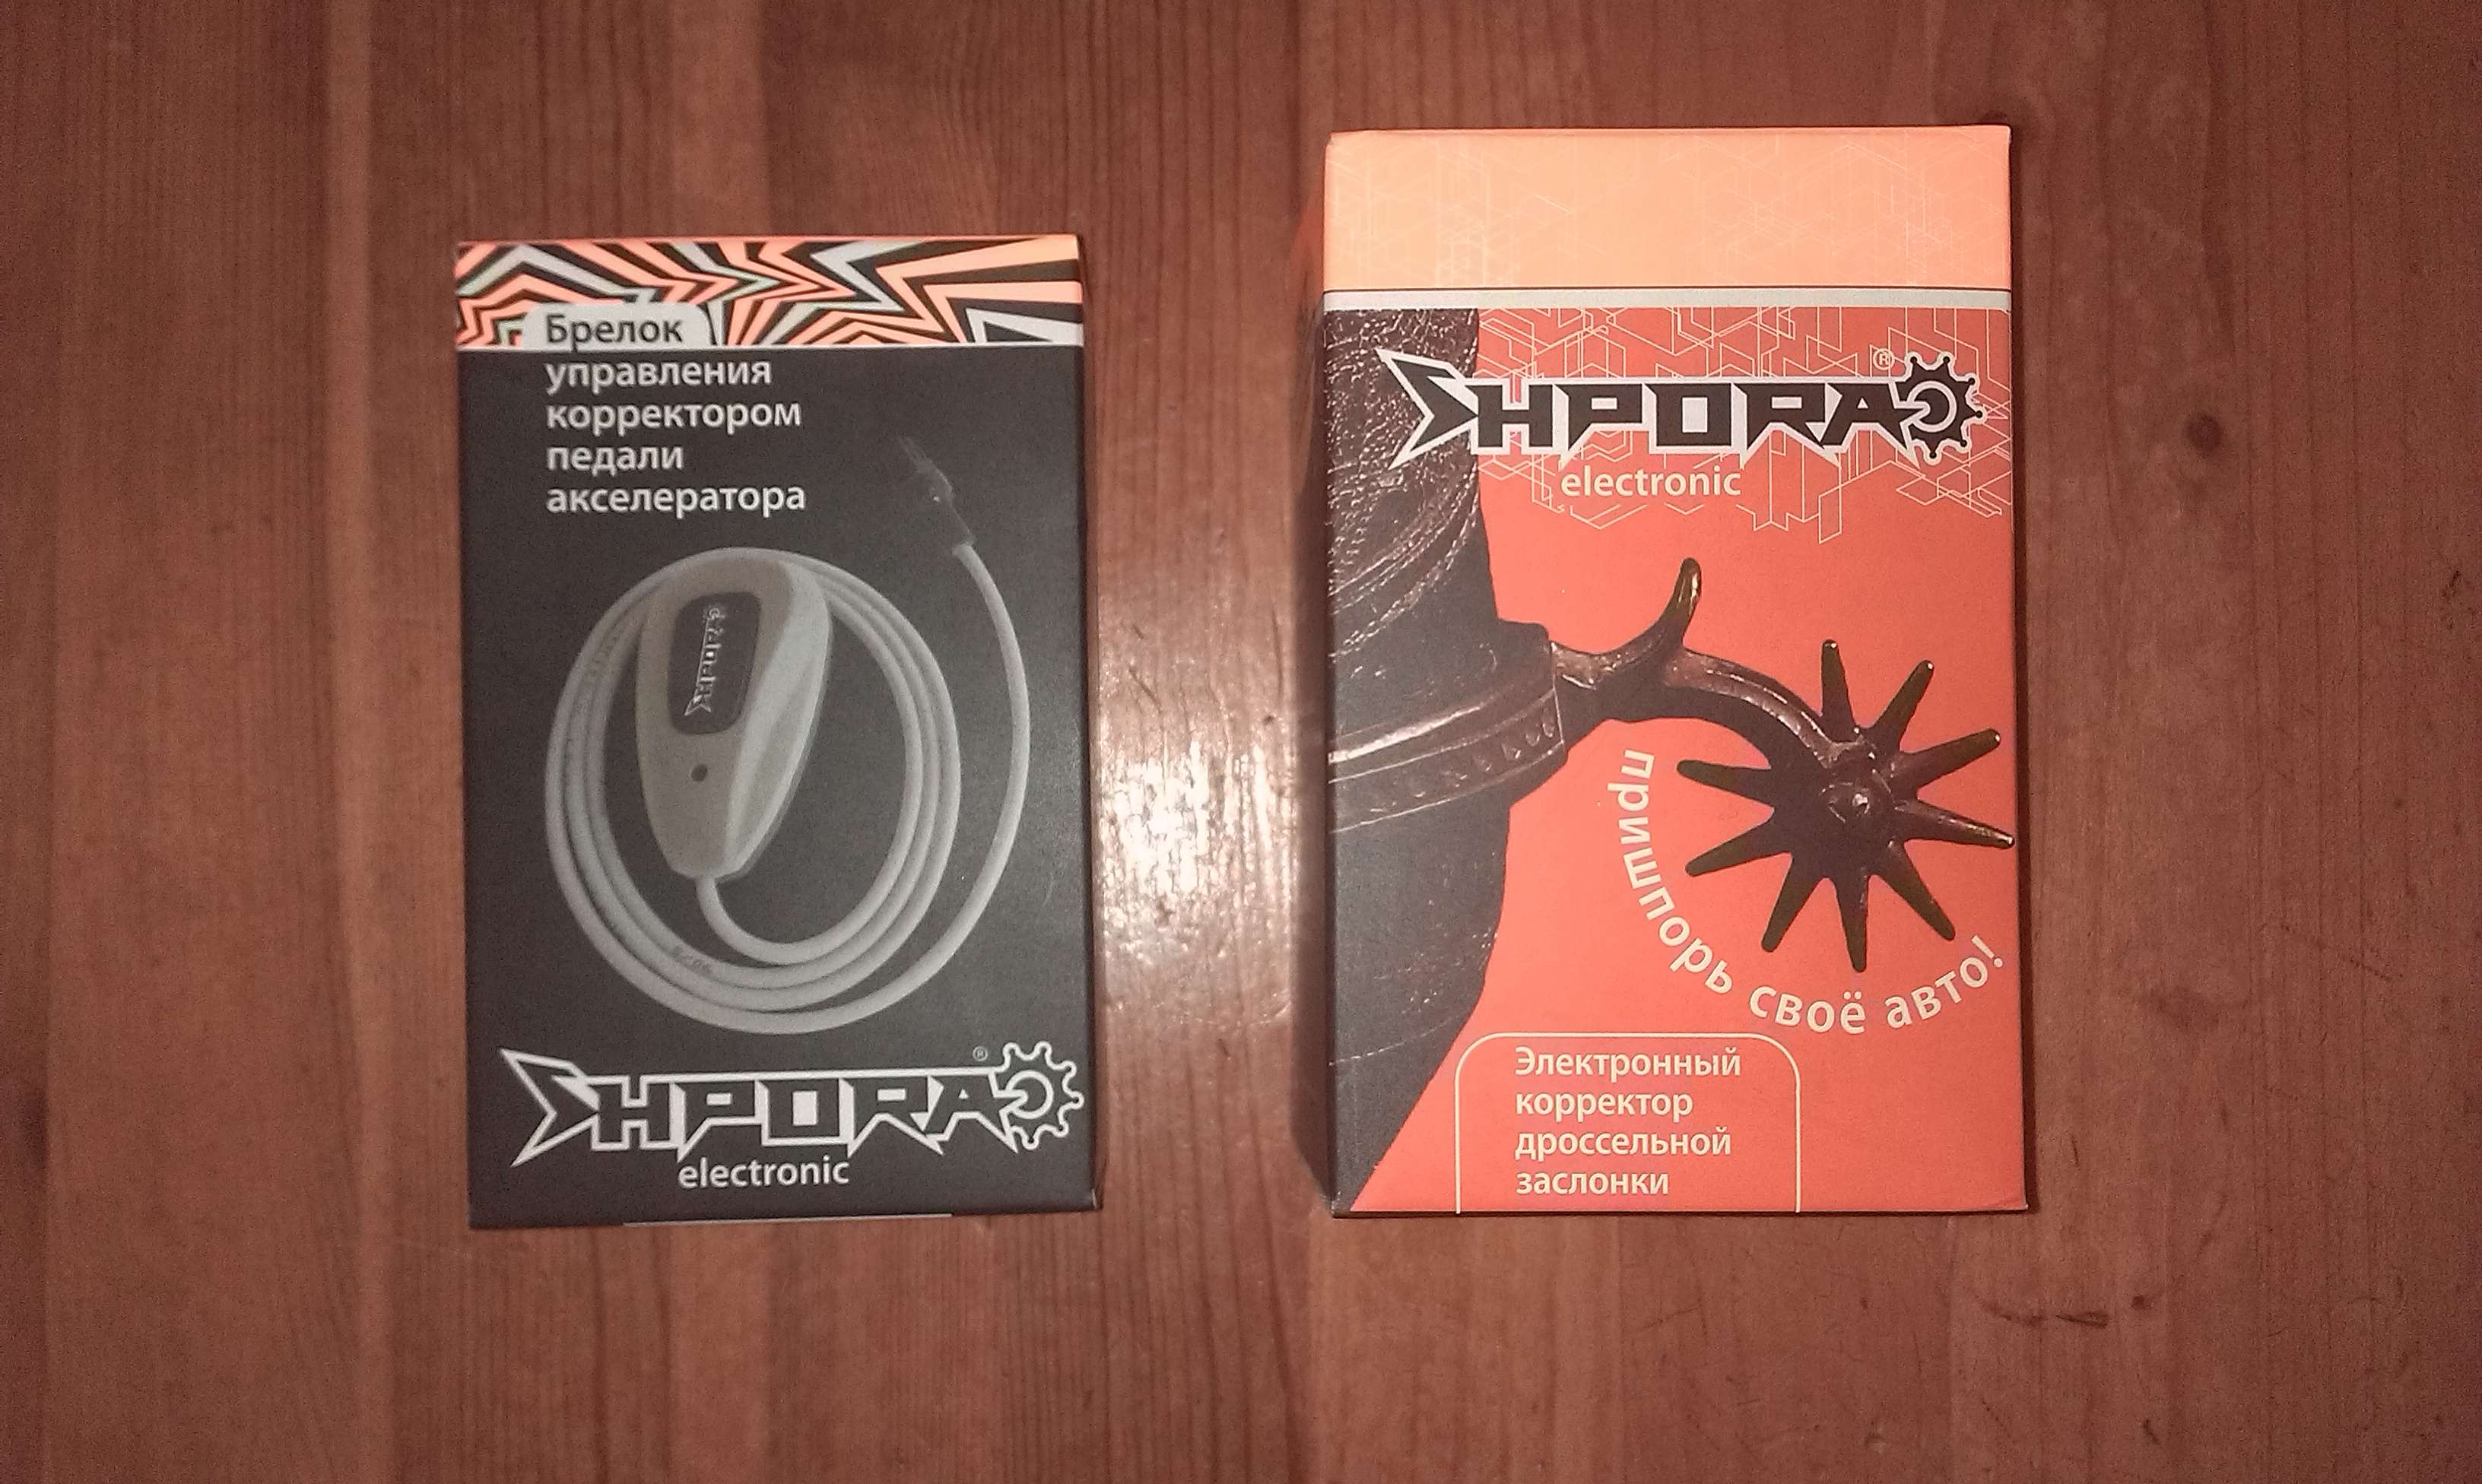 Брелок
управления
корректором
педали
акселератора
SHPORA®
electronic
SHPORA®
electronic
пришпорь своё авто!
Электронный
корректор
дроссельной
заслонки